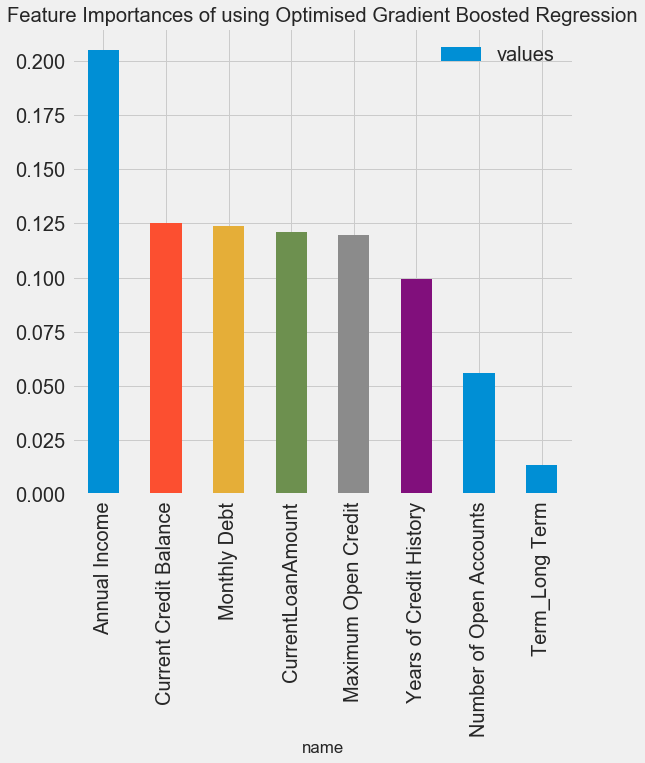 Feature Importances of using Optimised Gradient Boosted Regression
values
0.200
0.175
0.150
0.125
0.100
0.075
0.050
0.025
0.000
Annual Income
Current Credit Balance
Monthly Debt
CurrentLoanAmount
Maximum Open Credit
Years of Credit History
Number of Open Accounts
Term_Long Term
name